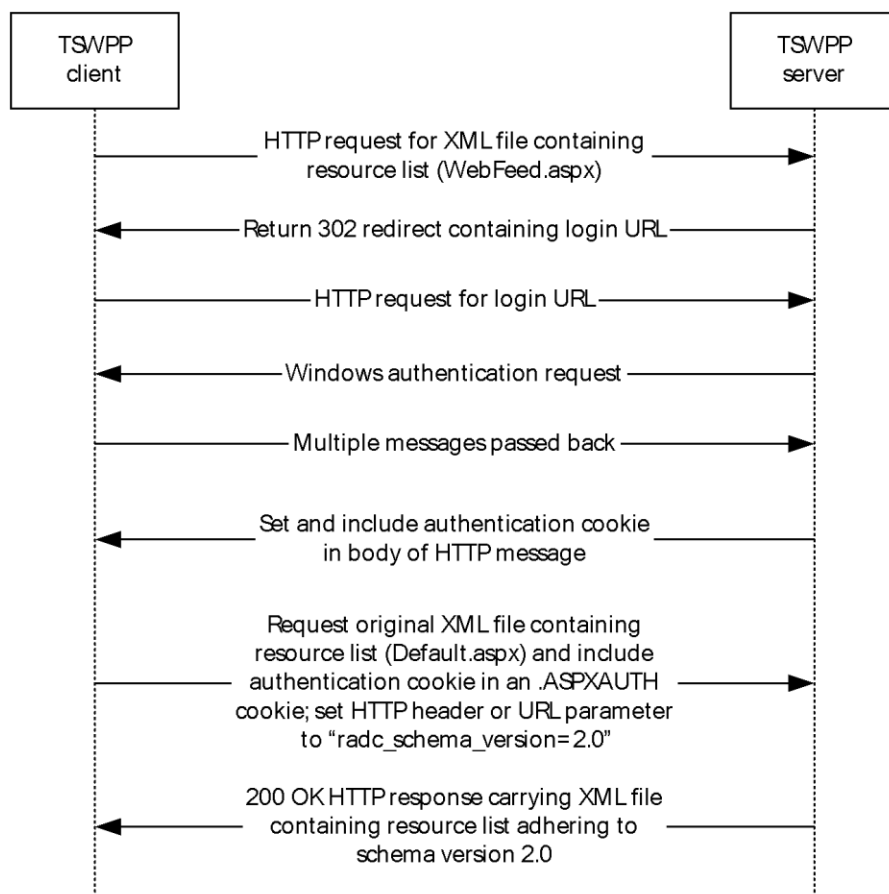 TSWPP
client
TSWPP
server
HTTP request for XML file containing
resource list (WebFeed.aspx)
Return 302 redirect containing login URL
HTTP request for login URL
Windows authentication request
Multiple messages passed back
Set and include authentication cookie
in body of HTTP message
Request original XML file containing
resource list (Default.aspx) and include
authentication cookie in an .ASPXAUTH
cookie; set HTTP header or URL parameter
to “radc_schema_version=2.0”
200 OK HTTP response carrying XML file
containing resource list adhering to
schema version 2.0